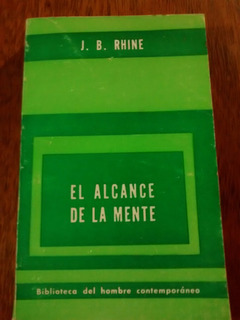 J. B. RHINE
EL ALCANCE
DE LA MENTE
Biblioteca del hombre contemporáneo